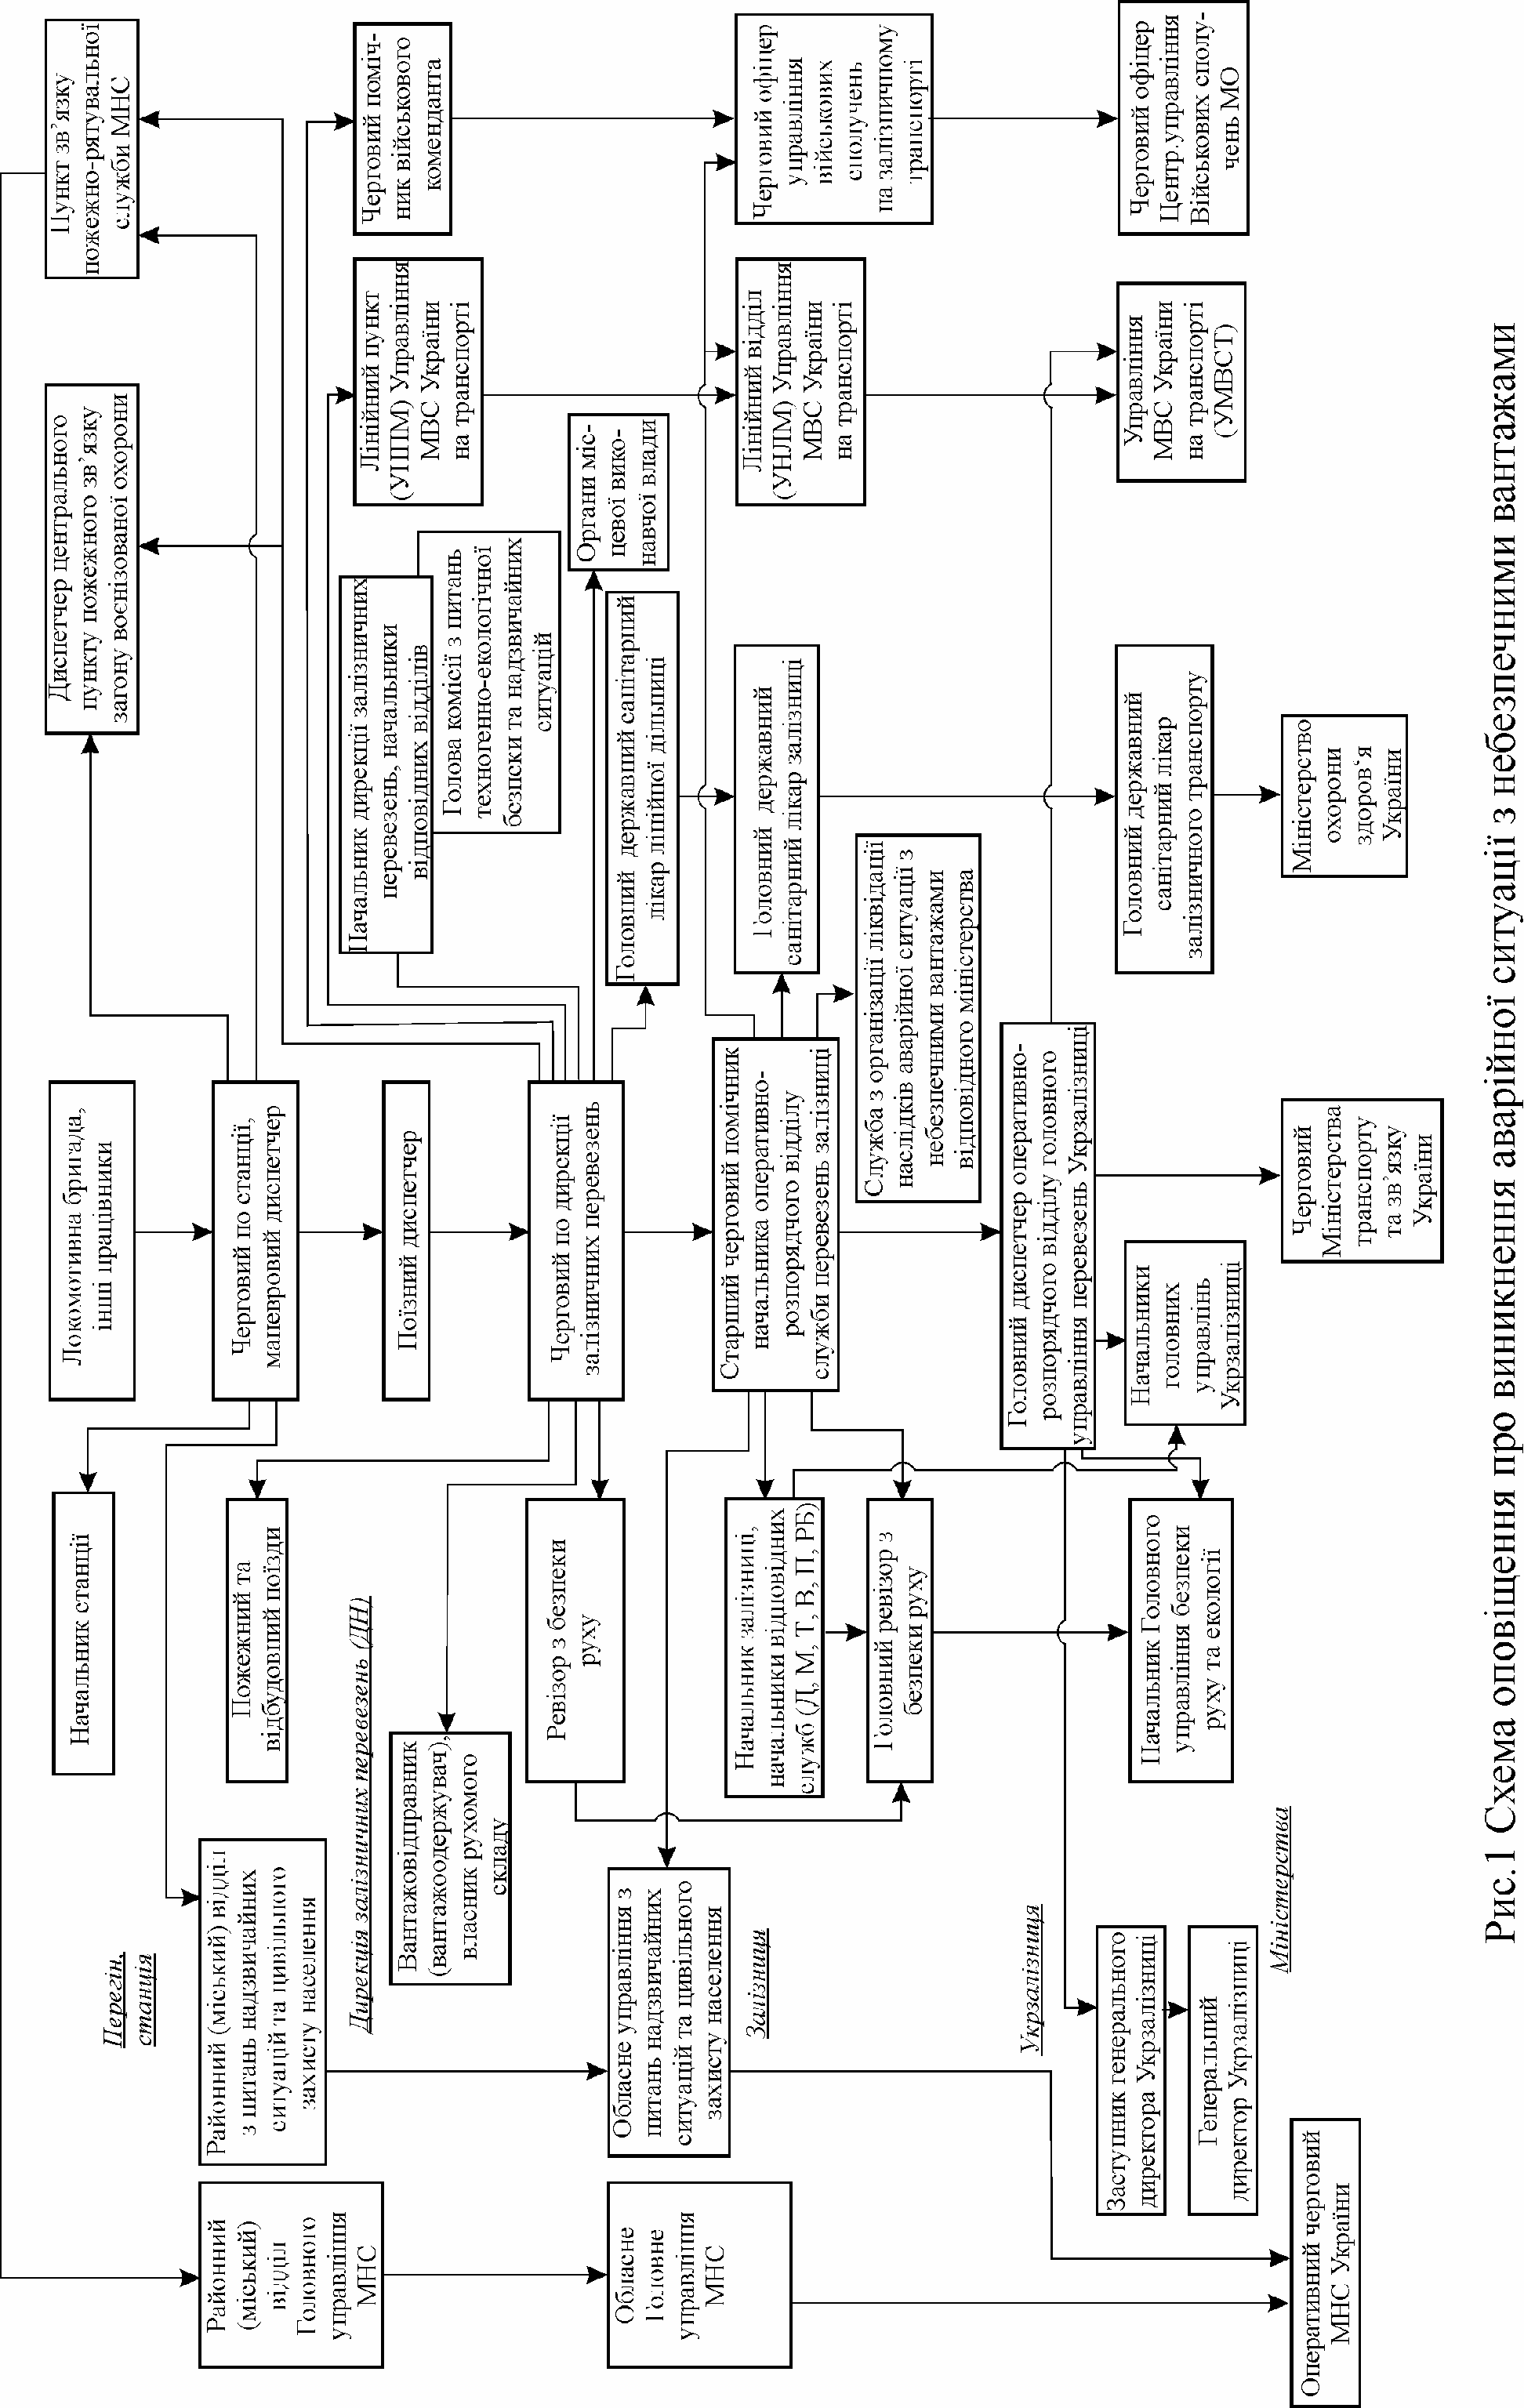 Пункт зв’язку
пожежно-рятувальної
служби МНС
Диспетчер центрального
пункту пожежного зв’язку
загону воєнізованої охорони
Локомотивна бригада,
інші працівники
Начальник станції
Перегін,
станція
Черговий по станції,
маневровий диспетчер
Пожежний та
відбудовний поїзди
Районний (міський) відділ
з питань надзвичайних
ситуацій та цивільного
захисту населення
Районний
(міський)
відділ
Головного
управління
МНС
Черговий поміч-
ник військового
коменданта
Лінійний пункт
(УНПМ) Управління
МВС України
на транспорті
Начальник дирекції залізничних
перевезень, начальники
відповідних відділів
Голова комісії з питань
техногенно-екологічної
безпеки та надзвичайних
ситуацій
Поїзний диспетчер
Дирекція залізничних перевезень (ДН)
Вантажовідправник
(вантажоодержувач),
власник рухомого
складу
Черговий по дирекції
залізничних перевезень
Ревізор з безпеки
руху
Органи міс-
цевої вико-
навчої влади
Головний державний санітарний
лікар лінійної дільниці
Обласне управління з
питань надзвичайних
ситуацій та цивільного
захисту населення
Обласне
Головне
управління
МНС
Черговий офіцер
управління
військових
сполучень
на залізничному
транспорті
Лінійний відділ
(УНЛМ) Управління
МВС України
на транспорті
Головний державний
санітарний лікар залізниці
Старший черговий помічник
начальника оперативно-
розпорядчого відділу
служби перевезень залізниці
Начальник залізниці,
начальники відповідних
служб (Д, М, Т, В, П, РБ)
Залізниця
Служба з організації ліквідації
наслідків аварійної ситуації з
небезпечними вантажами
відповідного міністерства
Головний ревізор з
безпеки руху
Головний диспетчер оперативно-
розпорядчого відділу головного
управління перевезень Укрзалізниці
Укрзалізниця
Черговий офіцер
Центр.управління
Військових сполу-
чень МО
Управління
МВС України
на транспорті
(УМВСТ)
Головний державний
санітарний лікар
залізничного транспорту
Начальники
головних
управлінь
Укрзалізниці
Начальник Головного
управління безпеки
руху та екології
Заступник генерального
директора Укрзалізниці
Генеральний
директор Укрзалізниці
Міністерства
Міністерство
охорони
здоров‘я
України
Черговий
Міністерства
транспорту
та зв’язку
України
Оперативний черговий
МНС України
Рис.1 Схема оповіщення про виникнення аварійної ситуації з небезпечними вантажами